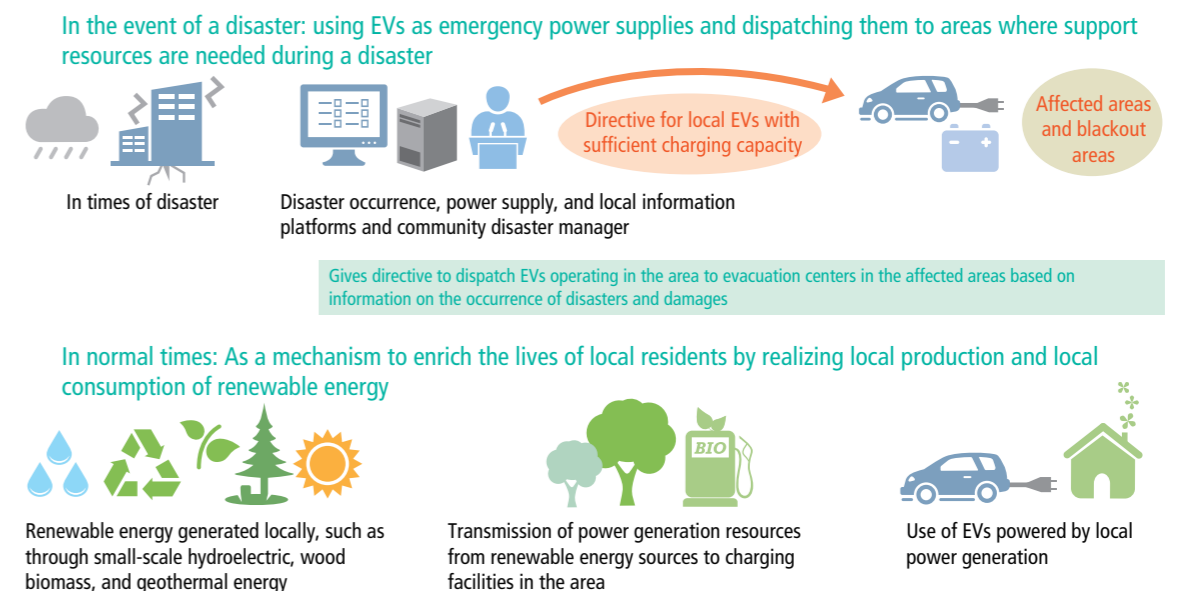 In the event of a disaster: using EVs as emergency power supplies and dispatching them to areas where support
resources are needed during a disaster
Directive for local EVs with
sufficient charging capacity
Affected areas
and blackout
areas
In times of disaster
Disaster occurrence, power supply, and local information
platforms and community disaster manager
Gives directive to dispatch EVs operating in the area to evacuation centers in the affected areas based on
information on the occurrence of disasters and damages
In normal times: As a mechanism to enrich the lives of local residents by realizing local production and local
consumption of renewable energy
BIO
Renewable energy generated locally, such as
through small-scale hydroelectric, wood
biomass, and geothermal energy
Transmission of power generation resources
from renewable energy sources to charging
facilities in the area
Use of EVs powered by local
power generation